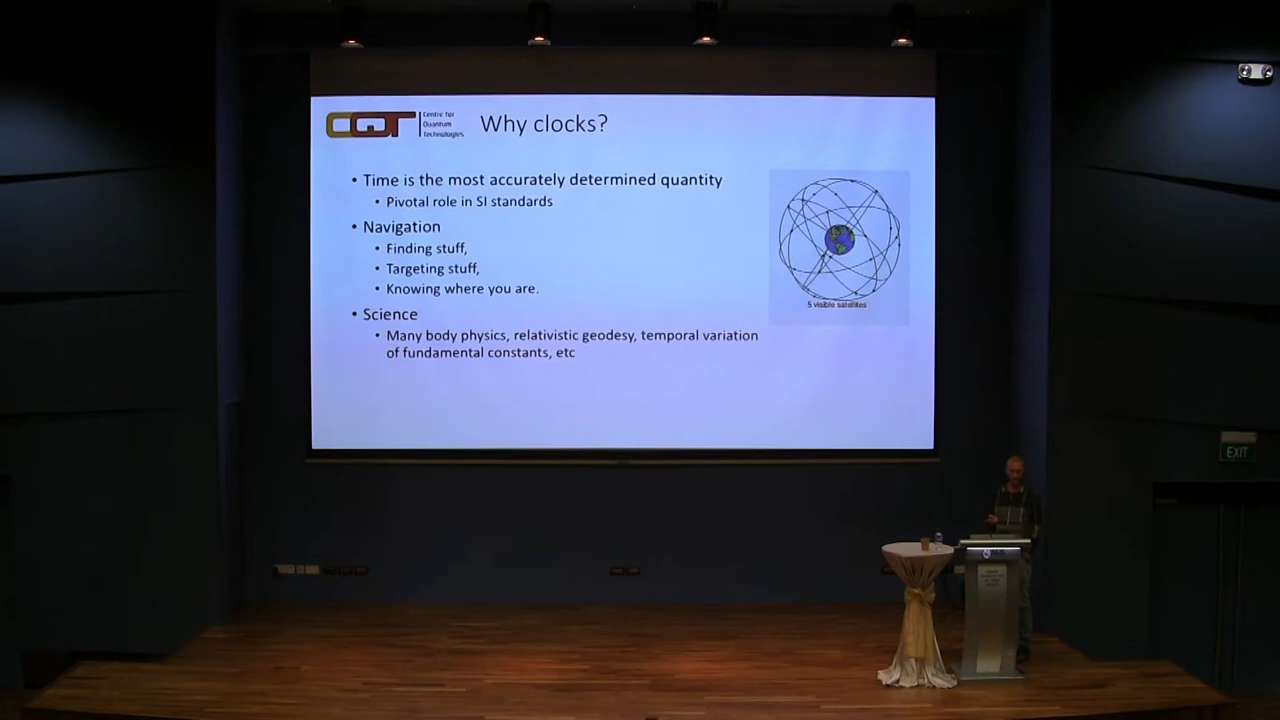 CQT
Centre for
Quantum
Technologies
Why clocks?
• Time is the most accurately determined quantity
• Pivotal role in SI standards
• Navigation
• Finding stuff,
• Targeting stuff,
• Knowing where you are.
• Science
• Many body physics, relativistic geodesy, temporal variation
of fundamental constants, etc
5 visible satellites
EXIT